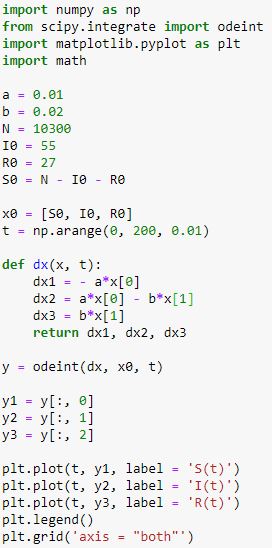 import numpy as np
from scipy.integrate import odeint
import matplotlib.pyplot as plt
import math
a = 0.01
b = 0.02
N = 10300
I0 = 55
R0 = 27
S0 = N - I0 - R0
x0 = [S0, I0, R0]
t = np.arange(0, 200, 0.01)
def dx(x, t):
    dx1 = - a*x[0]
    dx2 = a*x[0] - b*x[1]
    dx3 = b*x[1]
    return dx1, dx2, dx3
y = odeint(dx, x0, t)
y1 = y[:, 0]
y2 = y[:, 1]
y3 = y[:, 2]
plt.plot(t, y1, label = 'S(t)')
plt.plot(t, y2, label = 'I(t)')
plt.plot(t, y3, label = 'R(t)')
plt.legend()
plt.grid('axis = "both"')